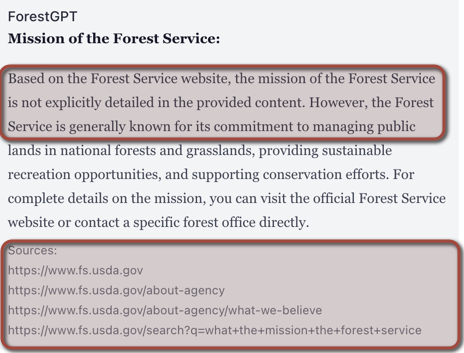 ForestGPT
Mission of the Forest Service:
Based on the Forest Service website, the mission of the Forest Service
is not explicitly detailed in the provided content. However, the Forest
Service is generally known for its commitment to managing public
lands in national forests and grasslands, providing sustainable
recreation opportunities, and supporting conservation efforts. For
complete details on the mission, you can visit the official Forest Service
website or contact a specific forest office directly.
Sources:
https://www.fs.usda.gov
https://www.fs.usda.gov/about-agency
https://www.fs.usda.gov/about-agency/what-we-believe
https://www.fs.usda.gov/search?q=what+the+mission+the+forest+service